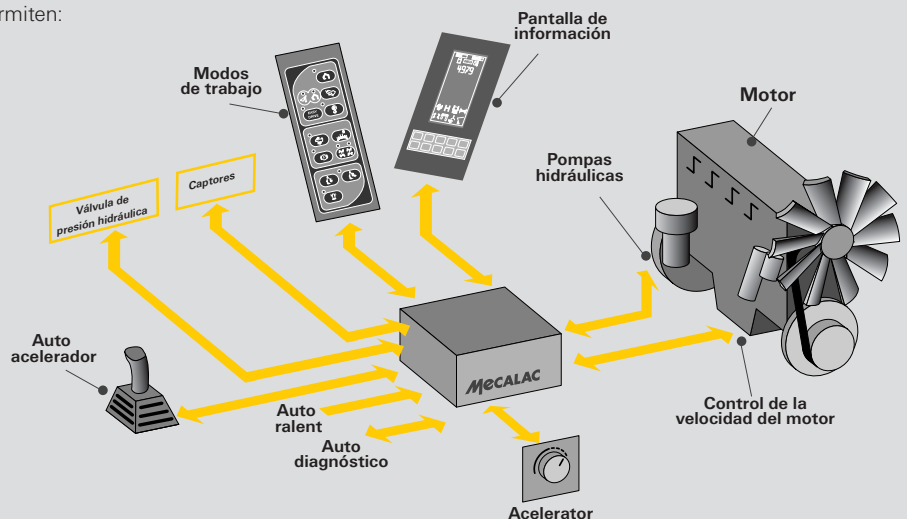 rmiten:
Pantalla de
información
Modos
de trabajo
4979
Motor
Pompas
hidráulicas
Captores
Válvula de
presión hidráulica
Auto
acelerador
MECALAC
Auto
ralent
Auto
diagnóstico
Control de la
velocidad del motor
Acelerator